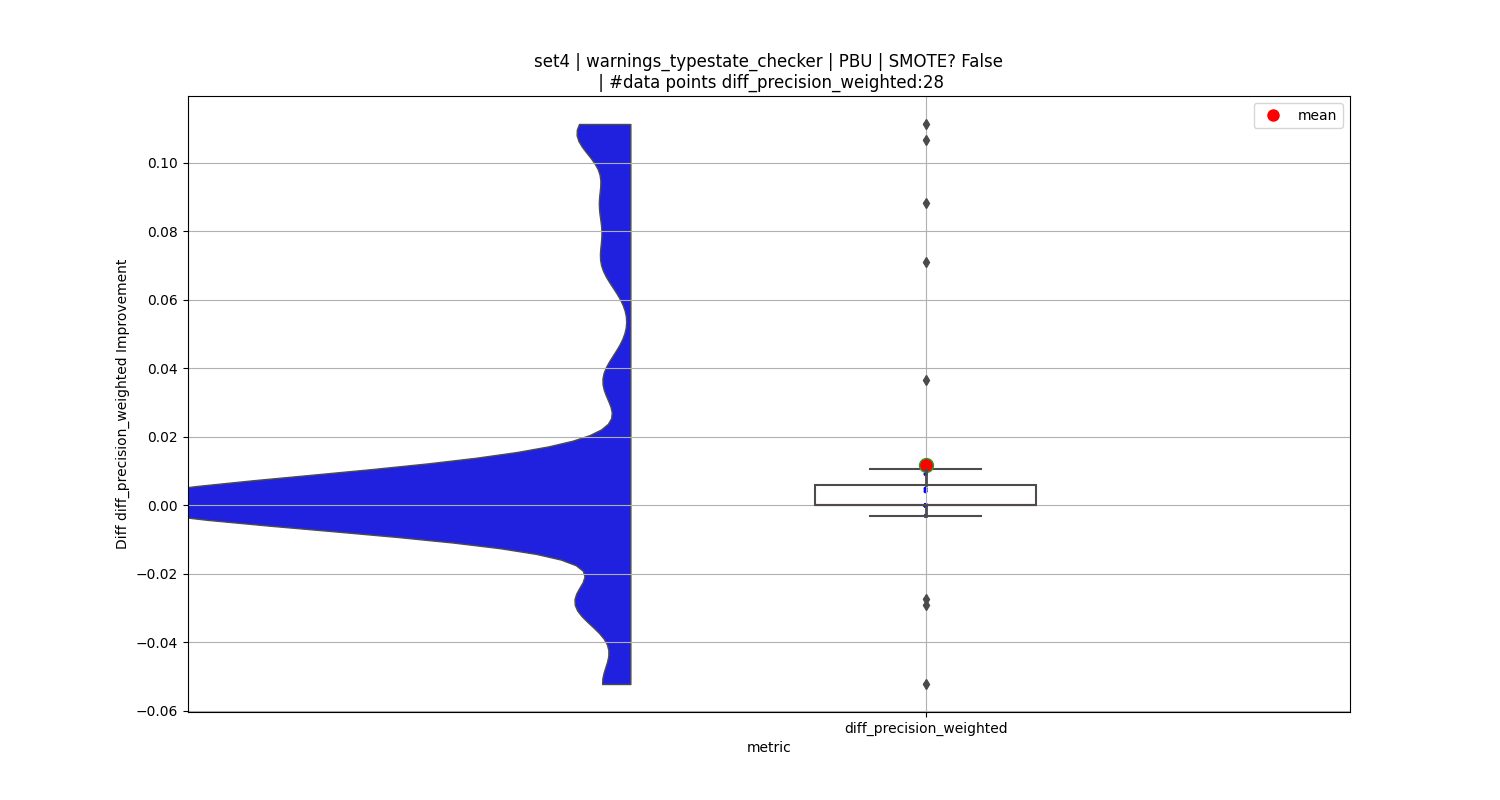 set4 | warnings_typestate_checker | PBU | SMOTE? False
| #data points diff_precision_weighted:28
mean
0.10
0.08
0.06
0.04
0.02
0.00
−0.02
−0.04
−0.06
Diff diff_precision_weighted Improvement
diff_precision_weighted
metric